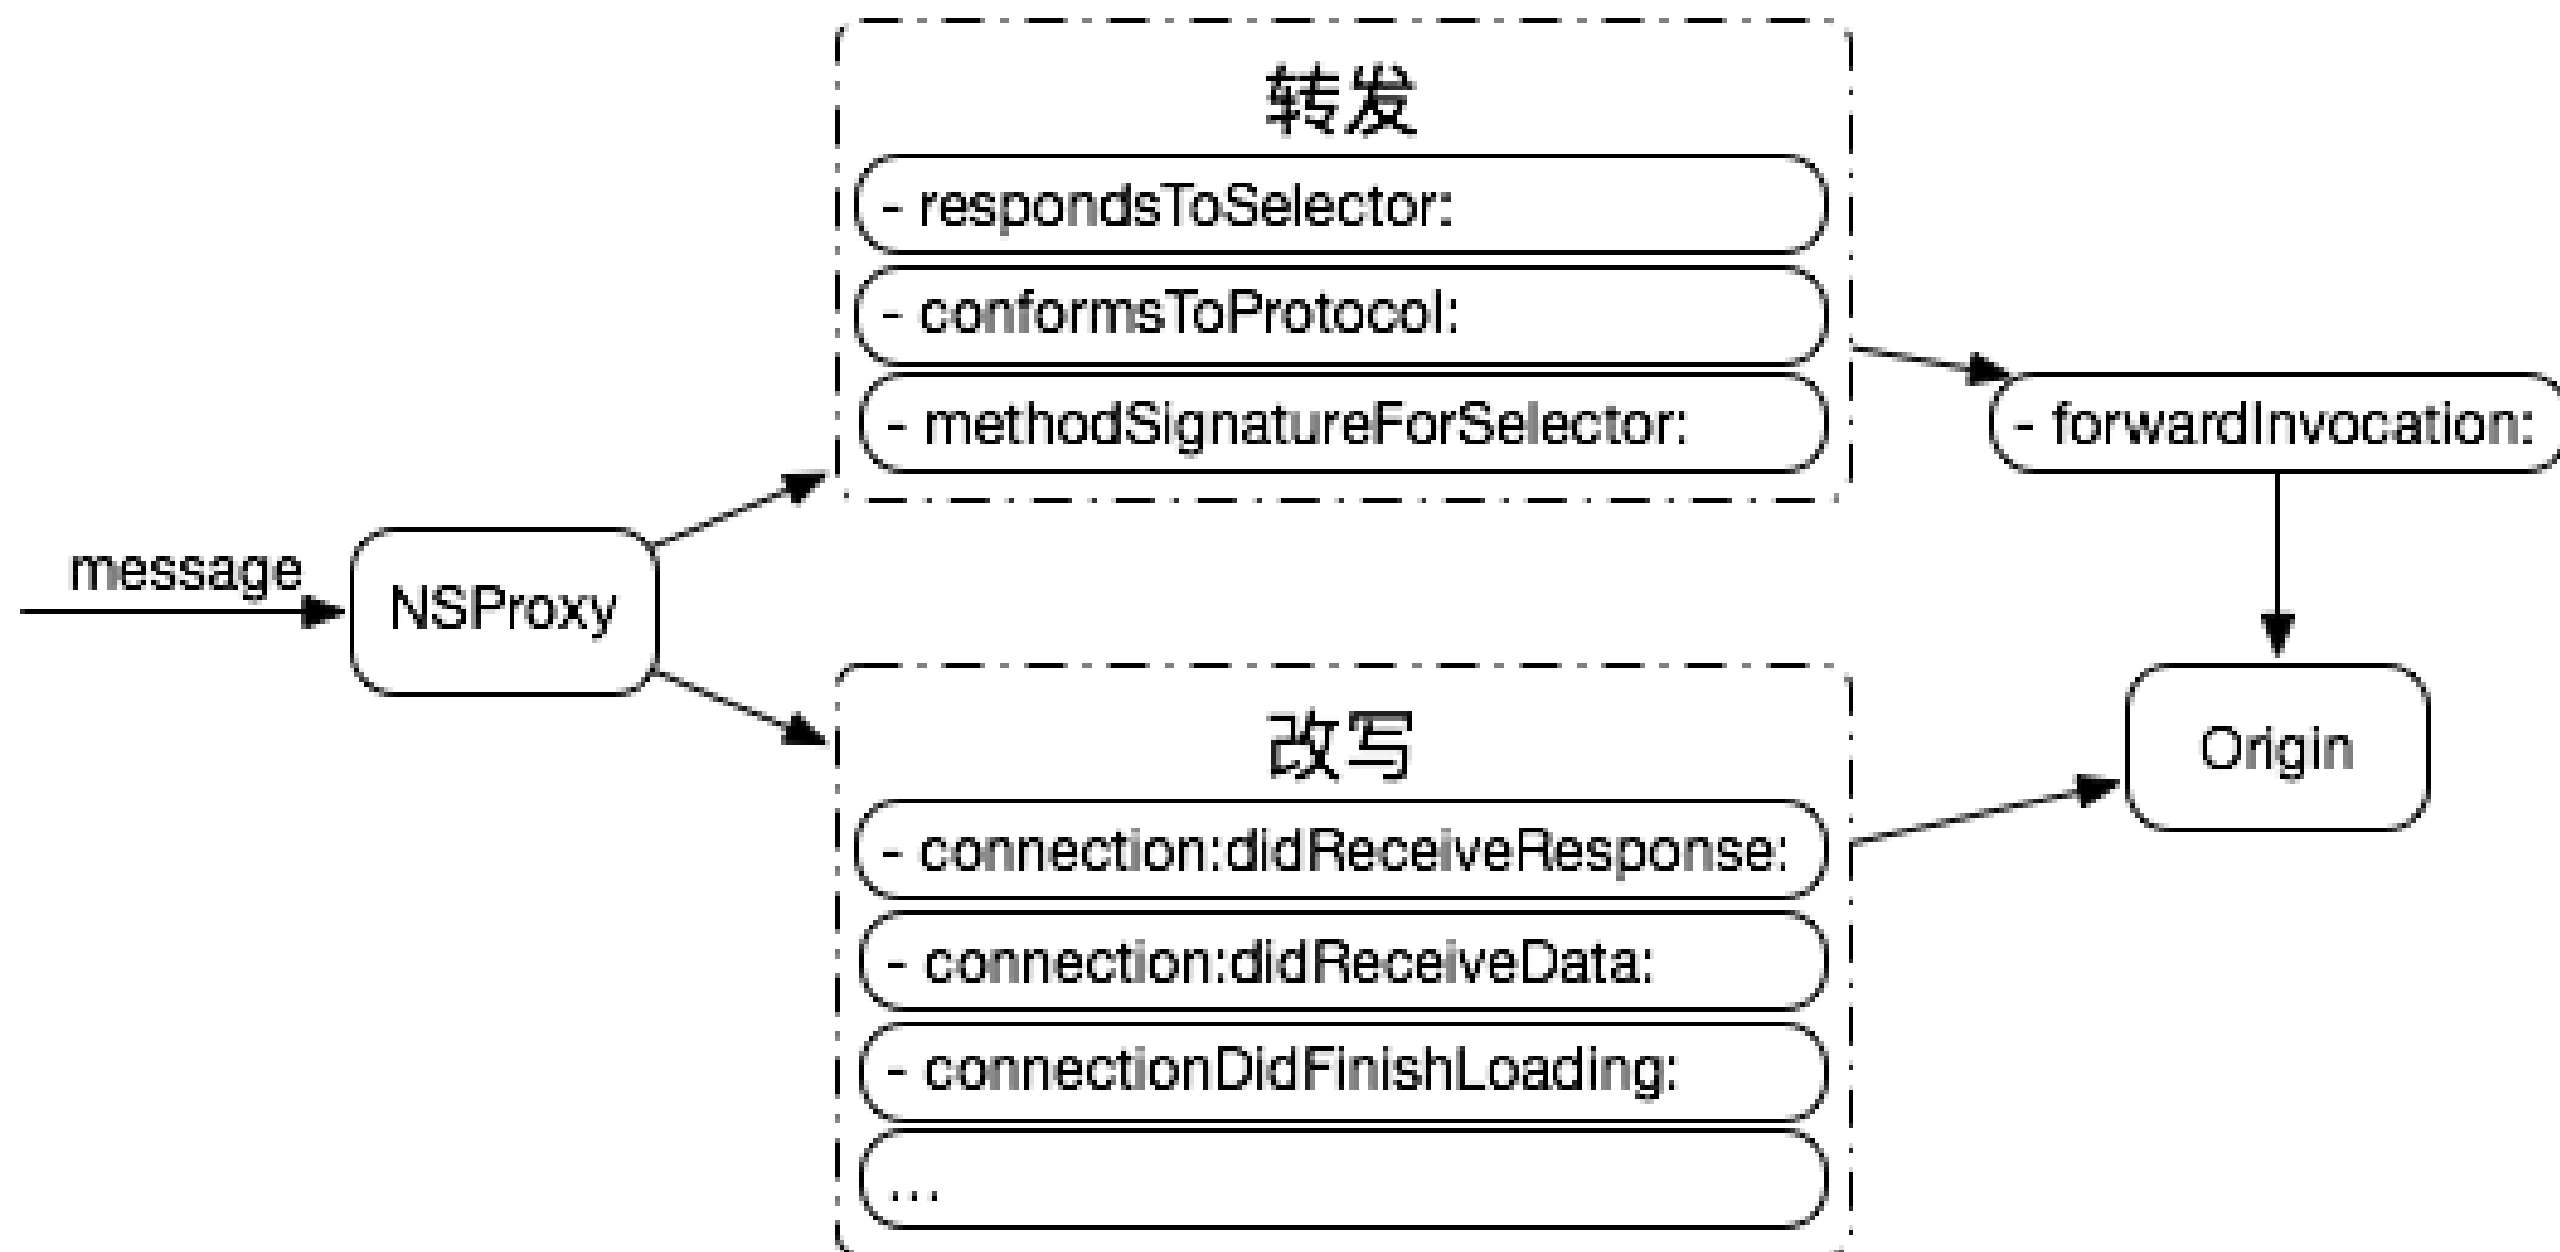 message
NSProxy
转发
- respondsToSelector:
- conformsToProtocol:
- methodSignatureForSelector:
- forwardInvocation:
Origin
改写
- connection:didReceiveResponse:
- connection:didReceiveData:
- connectionDidFinishLoading:
...